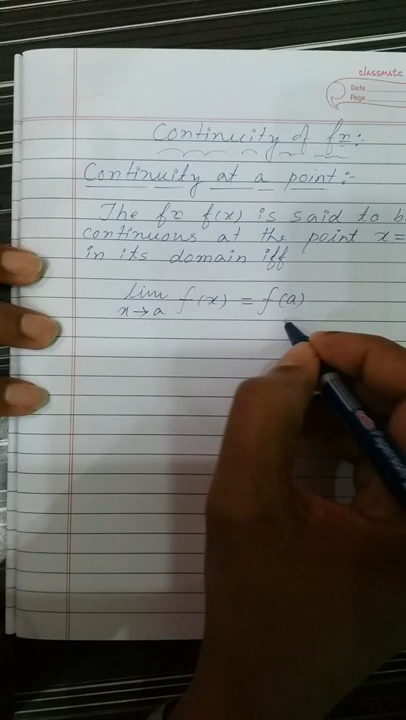 classmate
Date
Page
Continuity of fn:
Continuity at a point:-
The fx f(x) is said to b
continuous at the point x=
in its domain iff
lim f(x) = f(a)
x→a